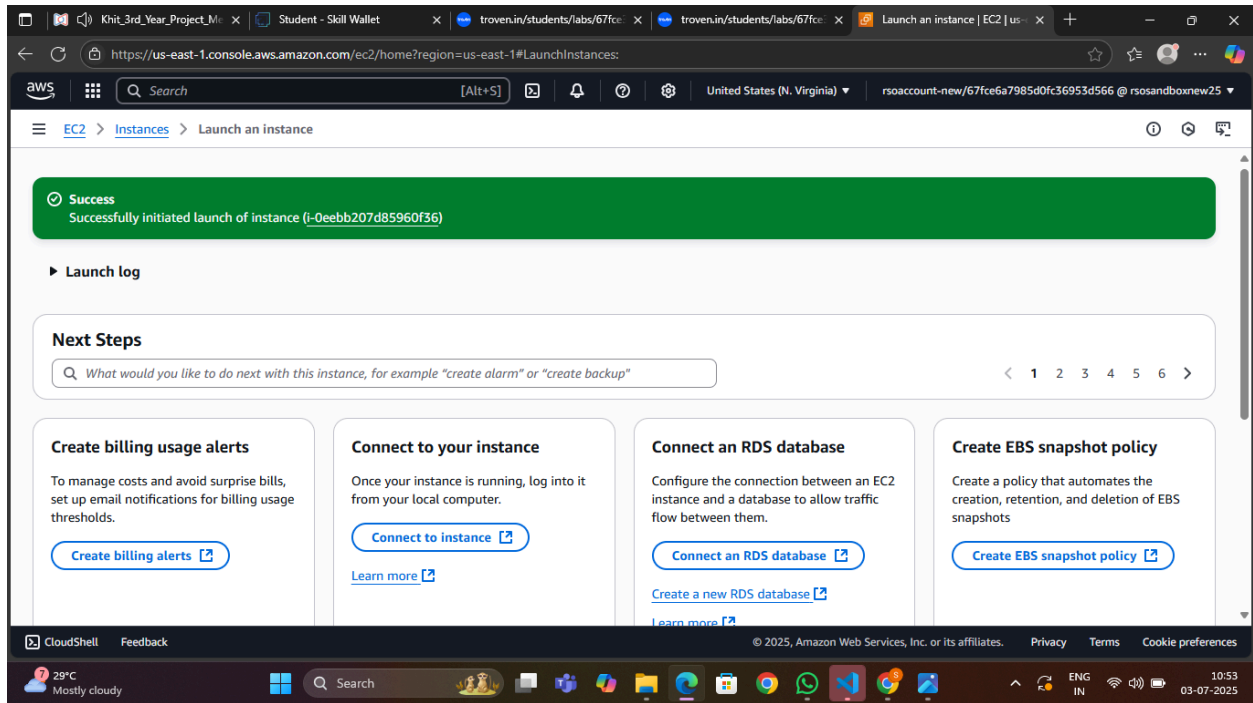 Khit_3rd_Year_Project_Me
Student - Skill Wallet
troven.in/students/labs/67fce
troven.in/students/labs/67fce
Launch an instance | EC2 | us-
https://us-east-1.console.aws.amazon.com/ec2/home?region=us-east-1#LaunchInstances:
aws
Search
[Alt+S]
United States (N. Virginia)
rsoaccount-new/67fce6a7985d0fc36953d566 @ rsosandboxnew25
EC2
Instances
Launch an instance
Success
Successfully initiated launch of instance (i-0eebb207d85960f36)
Launch log
Next Steps
What would you like to do next with this instance, for example "create alarm" or "create backup"
1 2 3 4 5 6
Create billing usage alerts
To manage costs and avoid surprise bills,
set up email notifications for billing usage
thresholds.
Create billing alerts
Connect to your instance
Once your instance is running, log into it
from your local computer.
Connect to instance
Learn more
Connect an RDS database
Configure the connection between an EC2
instance and a database to allow traffic
flow between them.
Connect an RDS database
Create a new RDS database
Learn more
Create EBS snapshot policy
Create a policy that automates the
creation, retention, and deletion of EBS
snapshots
Create EBS snapshot policy
CloudShell
Feedback
© 2025, Amazon Web Services, Inc. or its affiliates.
Privacy
Terms
Cookie preferences
7
29°C
Mostly cloudy
Search
ENG
IN
10:53
03-07-2025